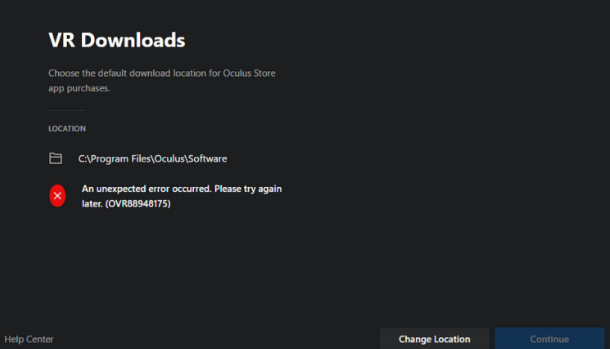 VR Downloads
Choose the default download location for Oculus Store
app purchases.
LOCATION
C:\Program Files\Oculus\Software
An unexpected error occurred. Please try again
later. (OVR88948175)
Help Center
Change Location
Continue